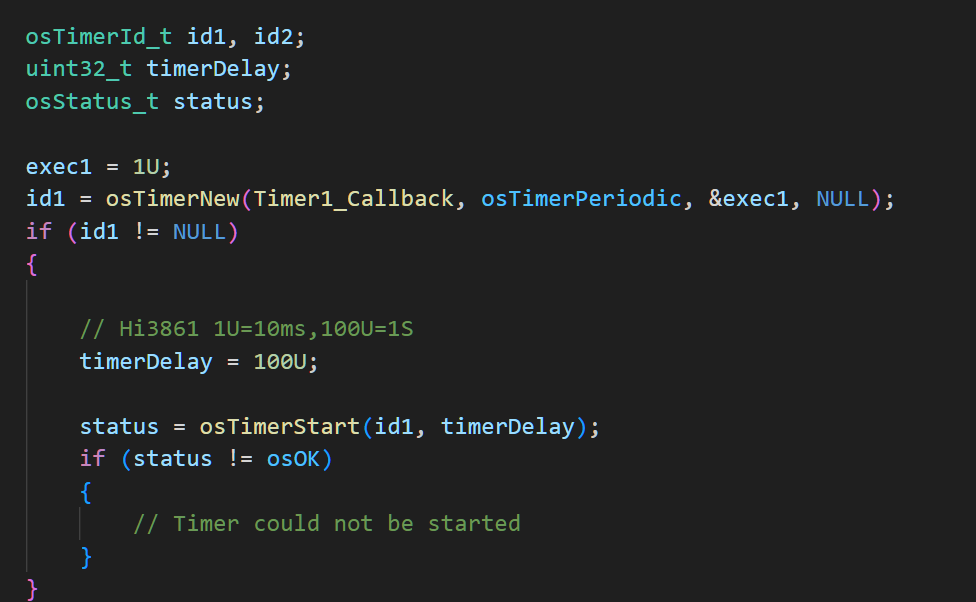 osTimerId_t id1, id2;
uint32_t timerDelay;
osStatus_t status;
exec1 = 1U;
id1 = osTimerNew(Timer1_Callback, osTimerPeriodic, &exec1, NULL);
if (id1 != NULL)
{
// Hi3861 1U=10ms,100U=1S
timerDelay = 100U;
status = osTimerStart(id1, timerDelay);
if (status != osOK)
{
// Timer could not be started
}
}